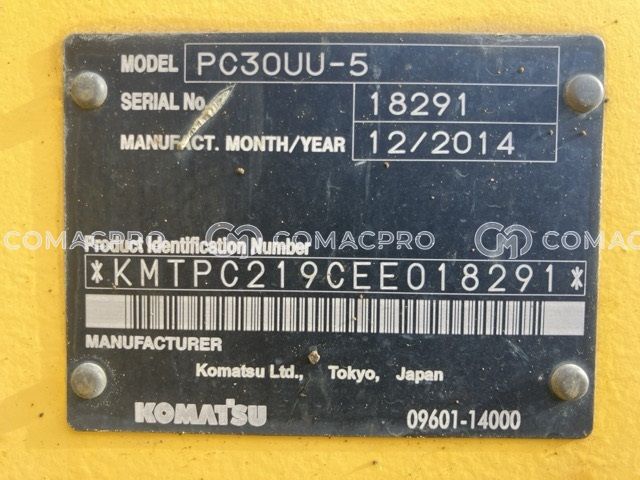 MODEL PC30UU-5
SERIAL No. 18291
MANUFACT. MONTH/YEAR 12/2014
COMACPRO COMACPRO COMACPRO
Product Identification Number
*KMTPC219CEE018291*
MANUFACTURER
Komatsu Ltd., Tokyo, Japan
KOMATSU 09601-14000